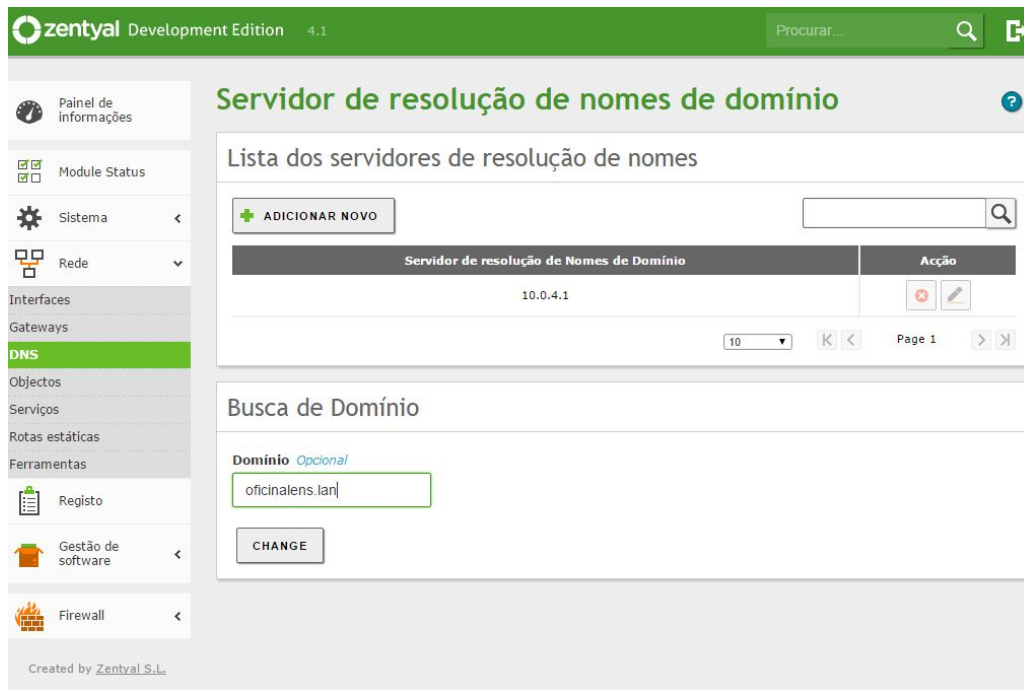 zentyal Development Edition 4.1
Procurar...
Painel de
informações
Module Status
Sistema
Rede
Interfaces
Gateways
DNS
Objectos
Serviços
Rotas estáticas
Ferramentas
Registo
Gestão de
software
Firewall
Created by Zentyal S.L.
Servidor de resolução de nomes de domínio
?
Lista dos servidores de resolução de nomes
ADICIONAR NOVO
Servidor de resolução de Nomes de Domínio Acção
10.0.4.1
10 Page 1
Busca de Domínio
Domínio Opcional
oficinalens.lan
CHANGE